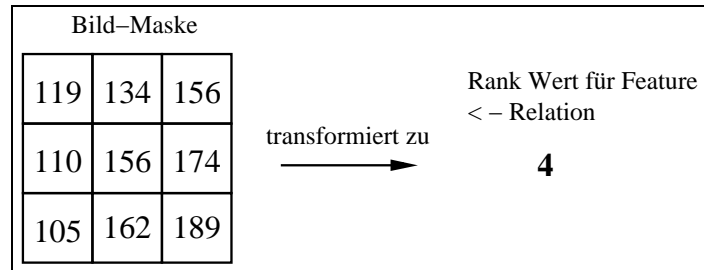 Bild–Maske
119 134 156
110 156 174
105 162 189
transformiert zu
Rank Wert für Feature
< – Relation
4